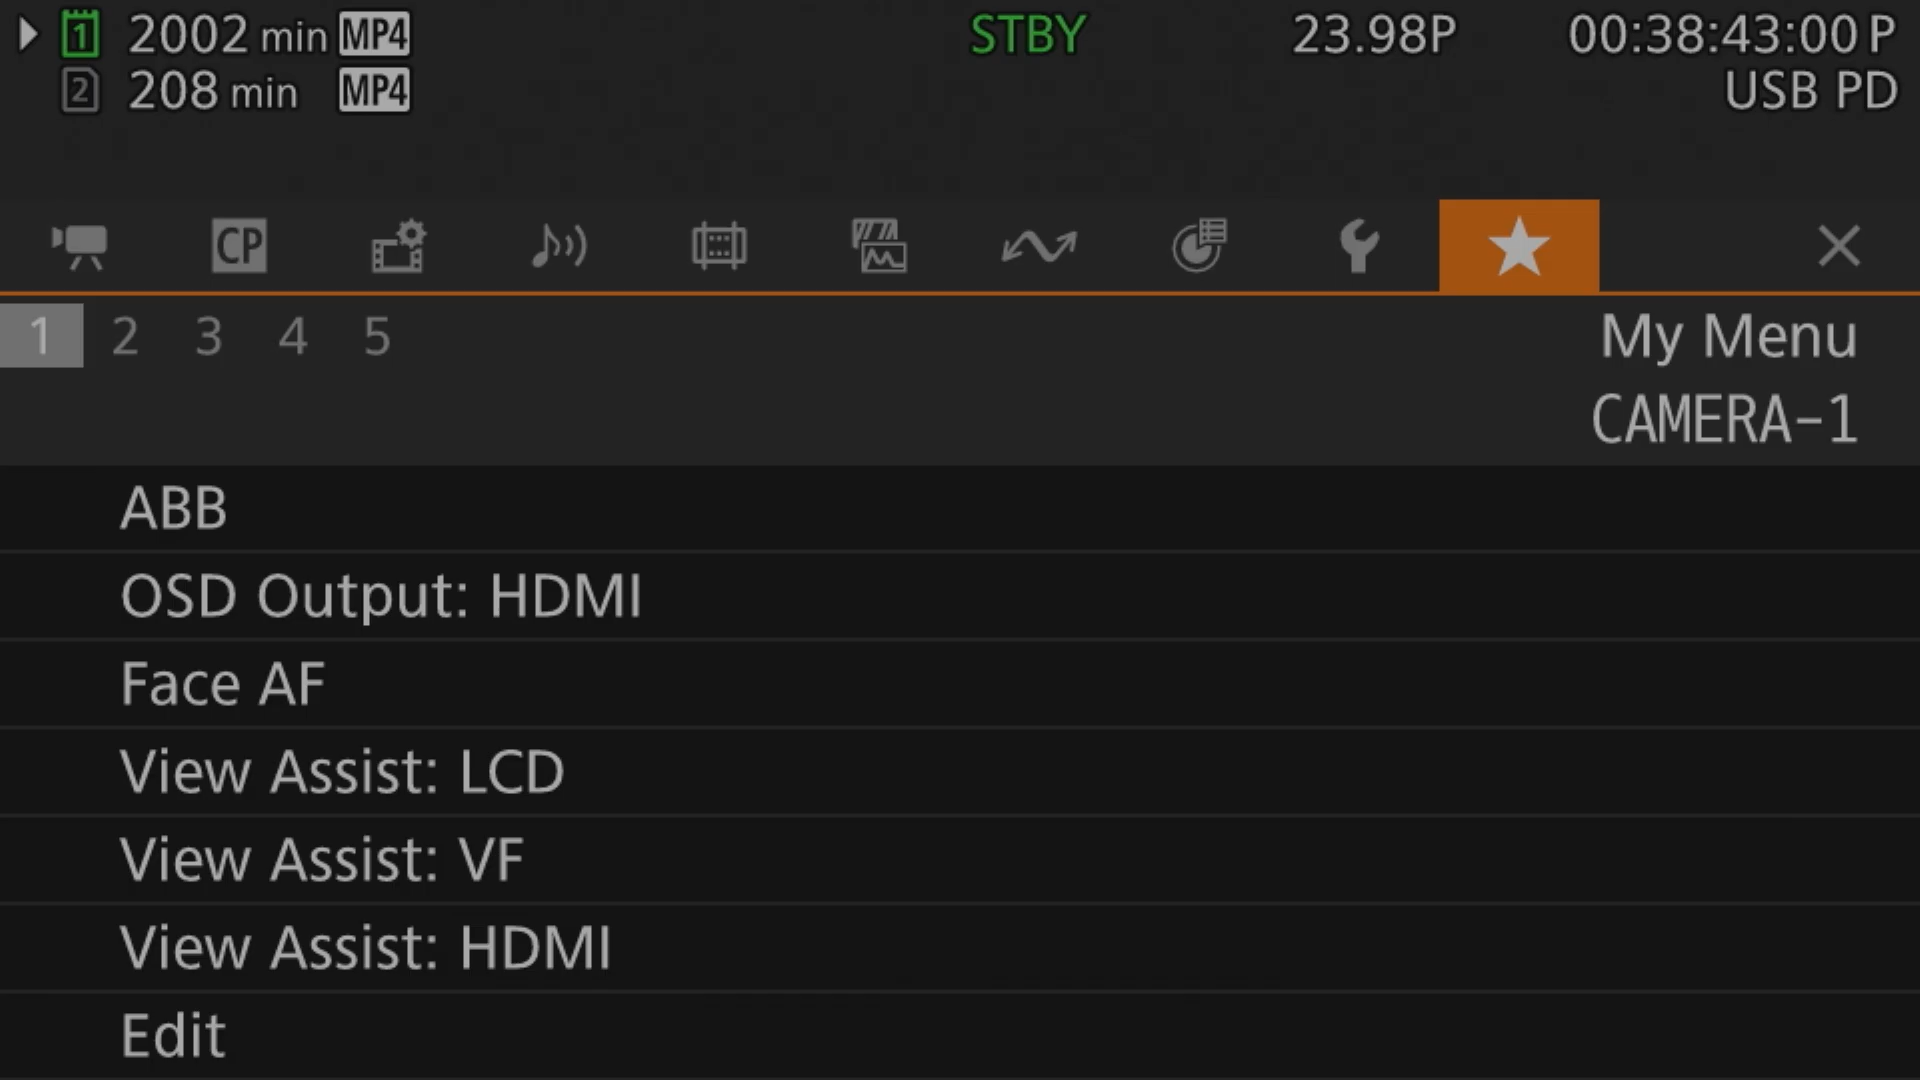 1 2002 min MP4 STBY 23.98P 00:38:43:00 P
2 208 min MP4 USB PD
CP
1 2 3 4 5 My Menu
CAMERA-1
ABB
OSD Output: HDMI
Face AF
View Assist: LCD
View Assist: VF
View Assist: HDMI
Edit